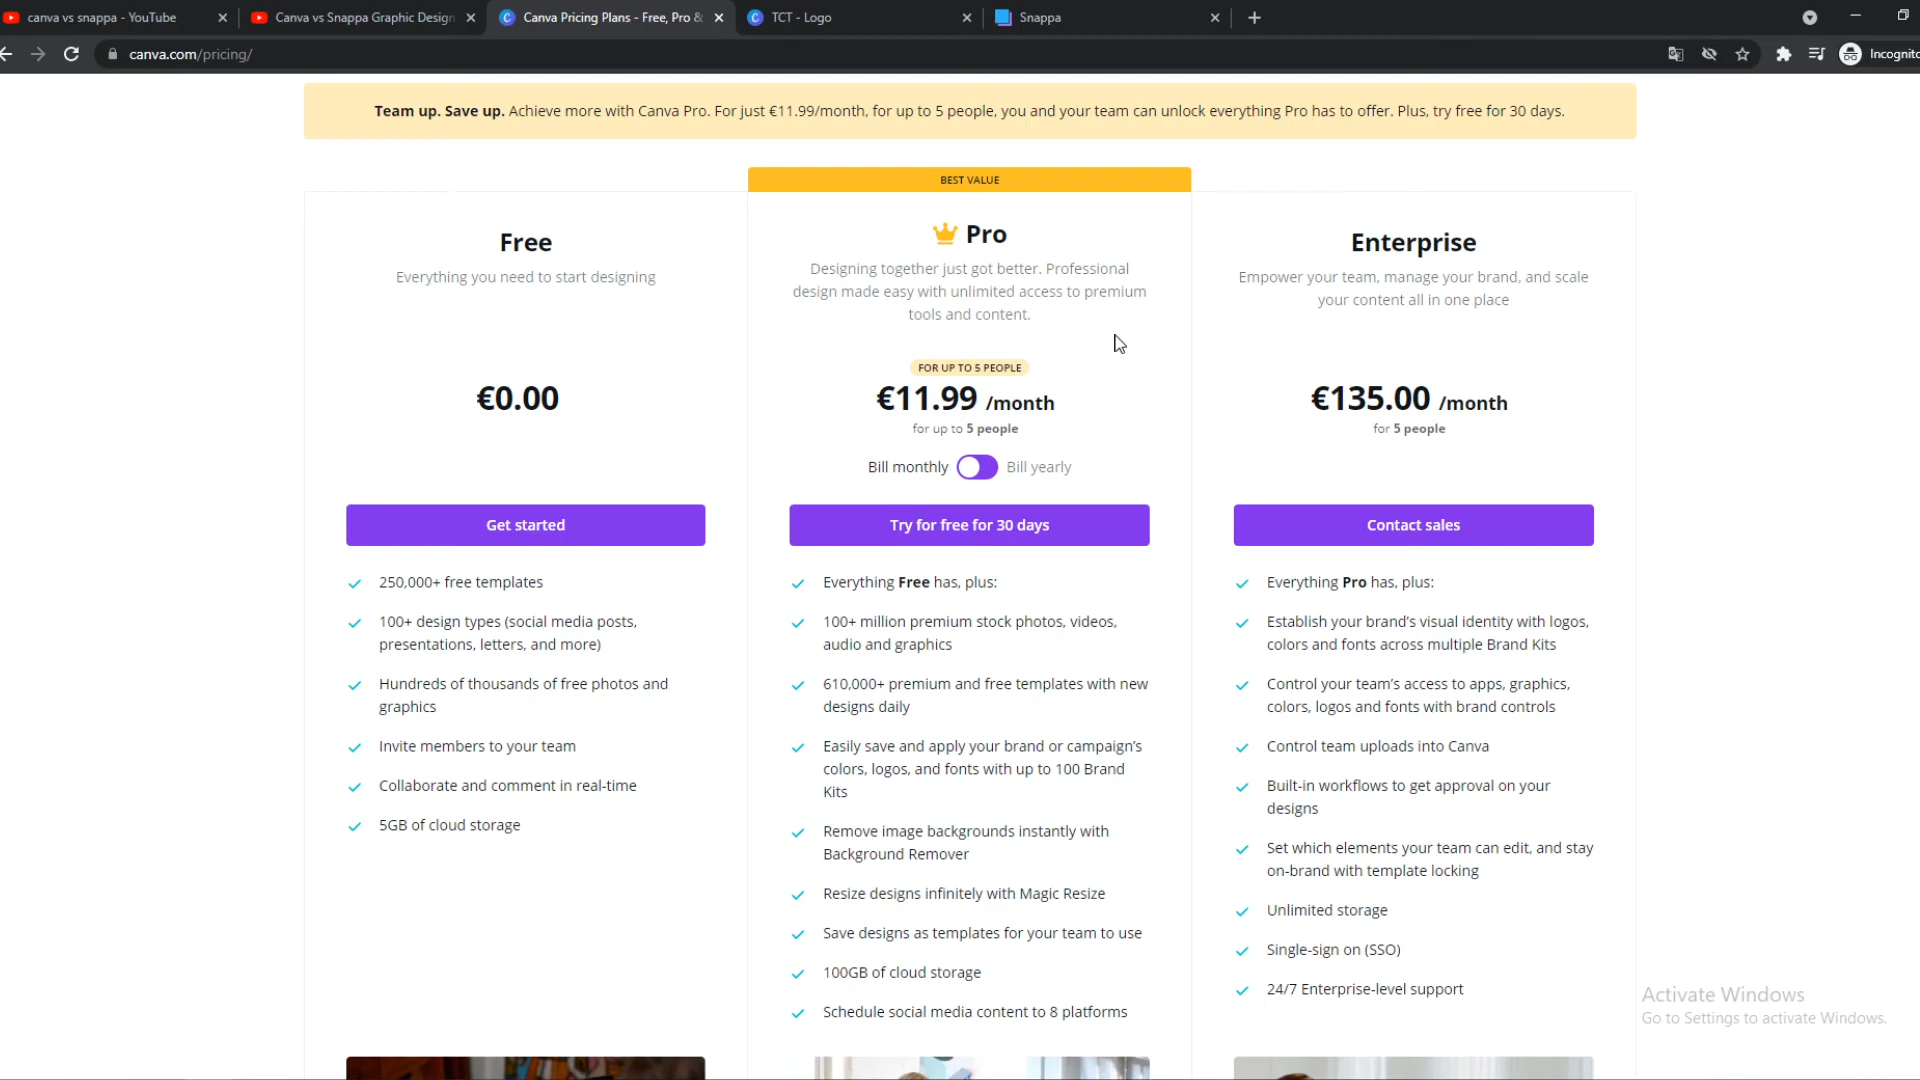 canva vs snappa - YouTube
Canva vs Snappa Graphic Design
Canva Pricing Plans - Free, Pro &
TCT - Logo
Snappa
canva.com/pricing/
Incognito
Team up. Save up. Achieve more with Canva Pro. For just €11.99/month, for up to 5 people, you and your team can unlock everything Pro has to offer. Plus, try free for 30 days.
BEST VALUE
Free
Everything you need to start designing
€0.00
Get started
250,000+ free templates
100+ design types (social media posts,
presentations, letters, and more)
Hundreds of thousands of free photos and
graphics
Invite members to your team
Collaborate and comment in real-time
5GB of cloud storage
Pro
Designing together just got better. Professional
design made easy with unlimited access to premium
tools and content.
FOR UP TO 5 PEOPLE
€11.99 /month
for up to 5 people
Bill monthly
Bill yearly
Try for free for 30 days
Everything Free has, plus:
100+ million premium stock photos, videos,
audio and graphics
610,000+ premium and free templates with new
designs daily
Easily save and apply your brand or campaign's
colors, logos, and fonts with up to 100 Brand
Kits
Remove image backgrounds instantly with
Background Remover
Resize designs infinitely with Magic Resize
Save designs as templates for your team to use
100GB of cloud storage
Schedule social media content to 8 platforms
Enterprise
Empower your team, manage your brand, and scale
your content all in one place
€135.00 /month
for 5 people
Contact sales
Everything Pro has, plus:
Establish your brand's visual identity with logos,
colors and fonts across multiple Brand Kits
Control your team's access to apps, graphics,
colors, logos and fonts with brand controls
Control team uploads into Canva
Built-in workflows to get approval on your
designs
Set which elements your team can edit, and stay
on-brand with template locking
Unlimited storage
Single-sign on (SSO)
24/7 Enterprise-level support
Activate Windows
Go to Settings to activate Windows.